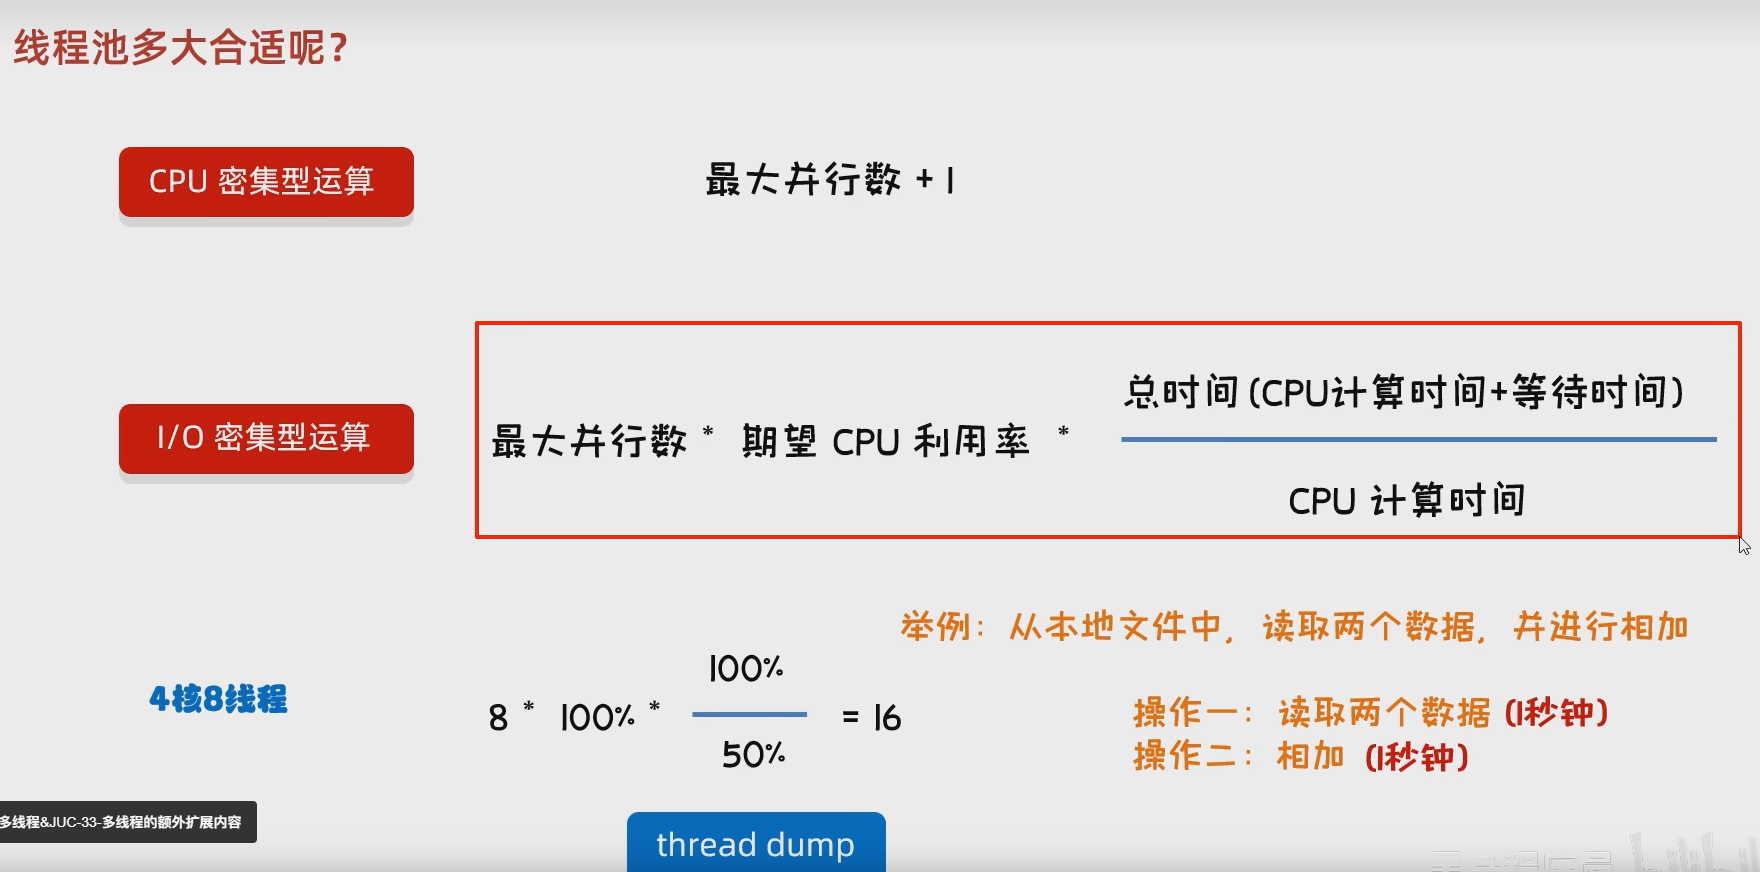 线程池多大合适呢?
CPU 密集型运算
最大并行数 + 1
I/O 密集型运算
最大并行数 * 期望 CPU 利用率 *
总时间(CPU计算时间+等待时间)
CPU 计算时间
举例：从本地文件中，读取两个数据，并进行相加
4核8线程
8 * 100% *
100%
50%
= 16
操作一：读取两个数据 (1秒钟)
操作二：相加 (1秒钟)
多线程&JUC-33-多线程的额外扩展内容
thread dump